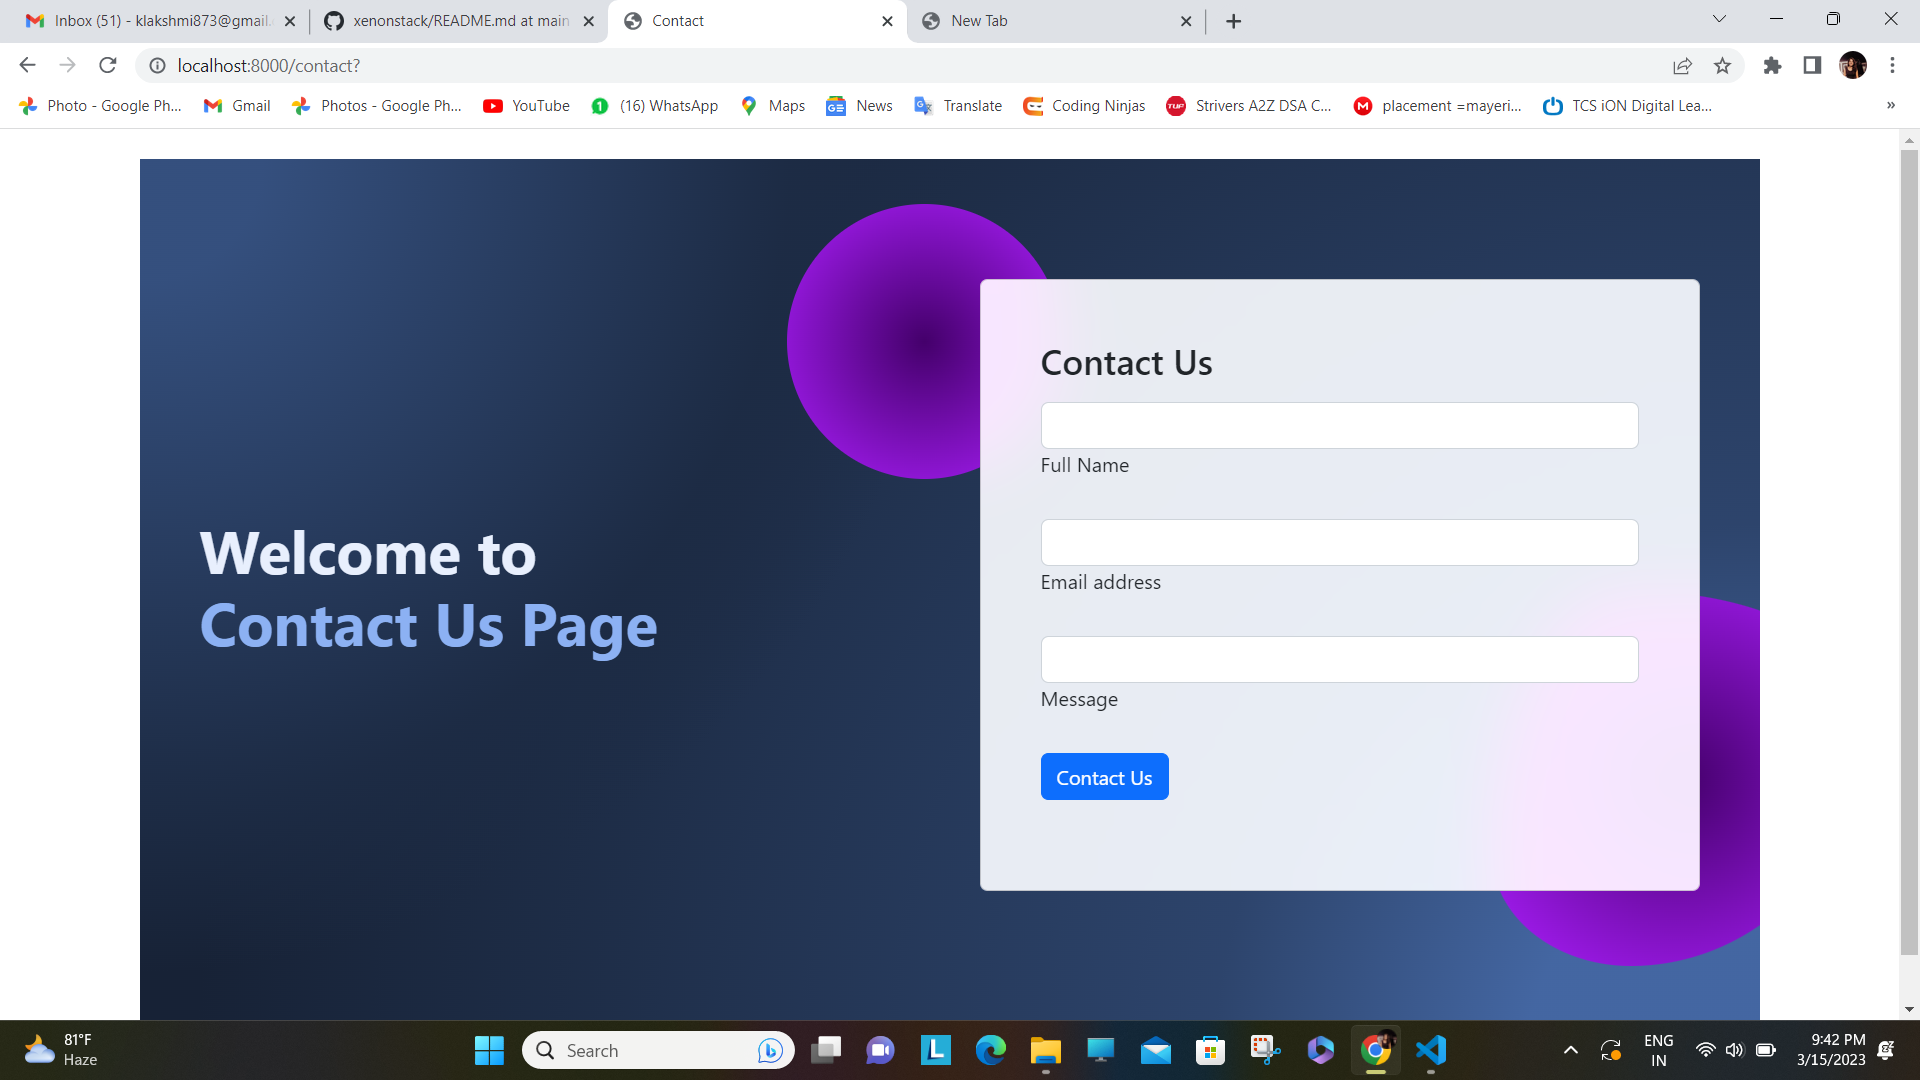 Inbox (51) - klakshmi873@gmail.
xenonstack/README.md at main
Contact
New Tab
localhost:8000/contact?
Photo - Google Ph...
Gmail
Photos - Google Ph...
YouTube
(16) WhatsApp
Maps
News
Translate
Coding Ninjas
Strivers A2Z DSA C...
placement =mayeri...
TCS iON Digital Lea...
»
Contact Us
Full Name
Email address
Message
Contact Us
Welcome to
Contact Us Page
81°F
Haze
Search
ENG
IN
9:42 PM
3/15/2023